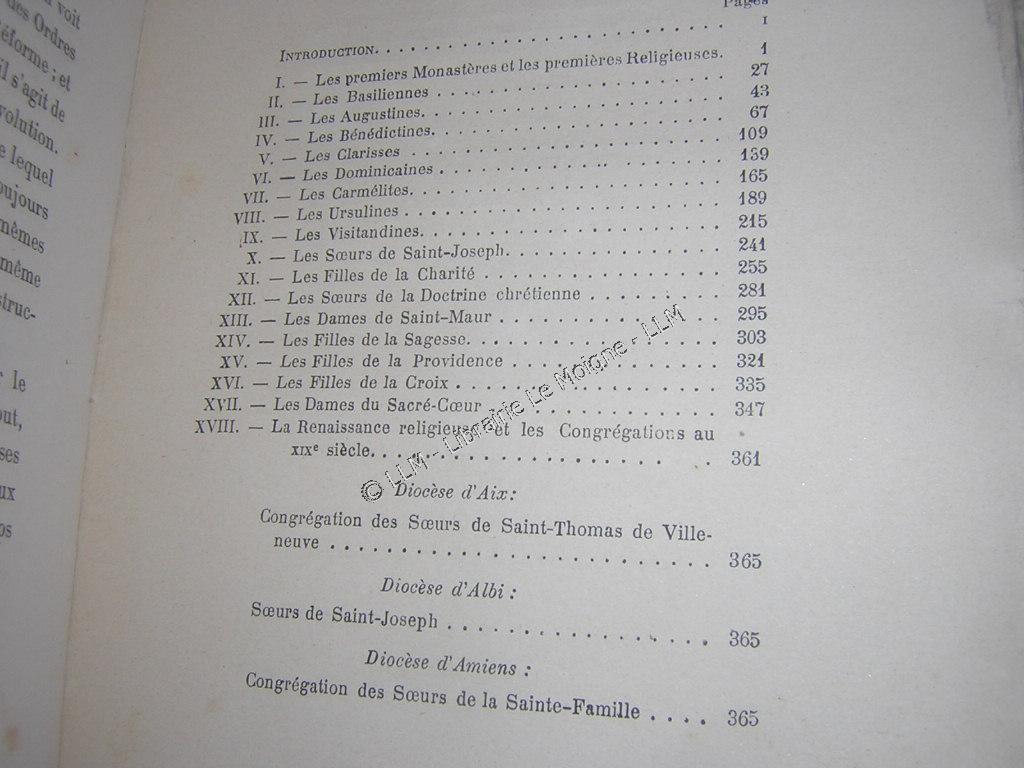 voit
des Ordres
éforme ; et
il s'agit de
volution.
e lequel
oujours
mêmes
même
struc-
r le
out,
ses
ux
os
Pages
INTRODUCTION. . . . . . . . . . . . . . . . . . . . I
I. — Les premiers Monastères et les premières Religieuses. 1
II. — Les Basiliennes . . . . . . . . . . . . . . . . 27
III. — Les Augustines. . . . . . . . . . . . . . . . 43
IV. — Les Bénédictines. . . . . . . . . . . . . . . . 67
V. — Les Clarisses . . . . . . . . . . . . . . . . 109
VI. — Les Dominicaines . . . . . . . . . . . . . . . . 139
VII. — Les Carmélites. . . . . . . . . . . . . . . . 165
VIII. — Les Ursulines . . . . . . . . . . . . . . . . 189
IX. — Les Visitandines. . . . . . . . . . . . . . . . 215
X. — Les Sœurs de Saint-Joseph. . . . . . . . . . . . 241
XI. — Les Filles de la Charité . . . . . . . . . . . . 255
XII. — Les Sœurs de la Doctrine chrétienne . . . . . . . 281
XIII. — Les Dames de Saint-Maur . . . . . . . . . . . . 295
XIV. — Les Filles de la Sagesse. . . . . . . . . . . . 303
XV. — Les Filles de la Providence . . . . . . . . . . . 321
XVI. — Les Filles de la Croix . . . . . . . . . . . . 335
XVII. — Les Dames du Sacré-Cœur . . . . . . . . . . . . 347
XVIII. — La Renaissance religieuse et les Congrégations au
XIXe siècle. . . . . . . . . . . . . . . . . . 361
Diocèse d'Aix :
Congrégation des Sœurs de Saint-Thomas de Ville-
neuve . . . . . . . . . . . . . . . . . . . . 365
Diocèse d'Albi :
Sœurs de Saint-Joseph . . . . . . . . . . . . . . 365
Diocèse d'Amiens :
Congrégation des Sœurs de la Sainte-Famille . . . . 365
© LLM - Librairie Le Moigne - LLM